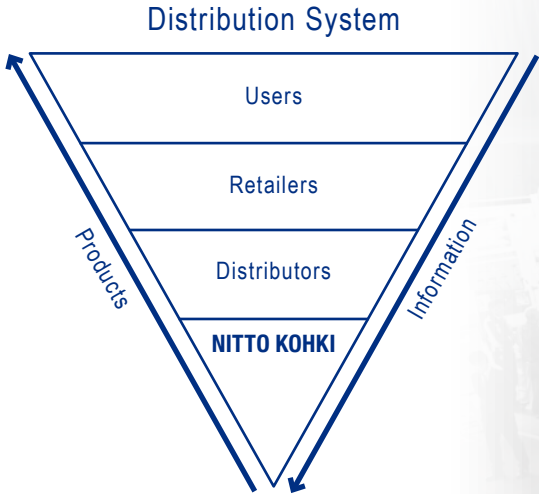 Distribution System
Users
Retailers
Distributors
NITTO KOHKI
Products
Information